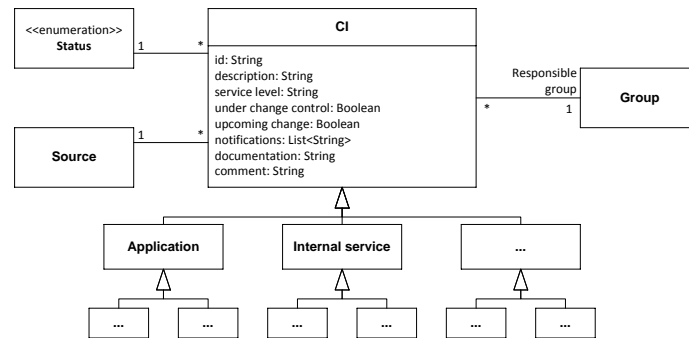 <<enumeration>>
Status
1
*
CI
id: String
description: String
service level: String
under change control: Boolean
upcoming change: Boolean
notifications: List<String>
documentation: String
comment: String
Responsible
group
*
1
Group
Source
1
*
Application
Internal service
...
...
...
...
...
...
...